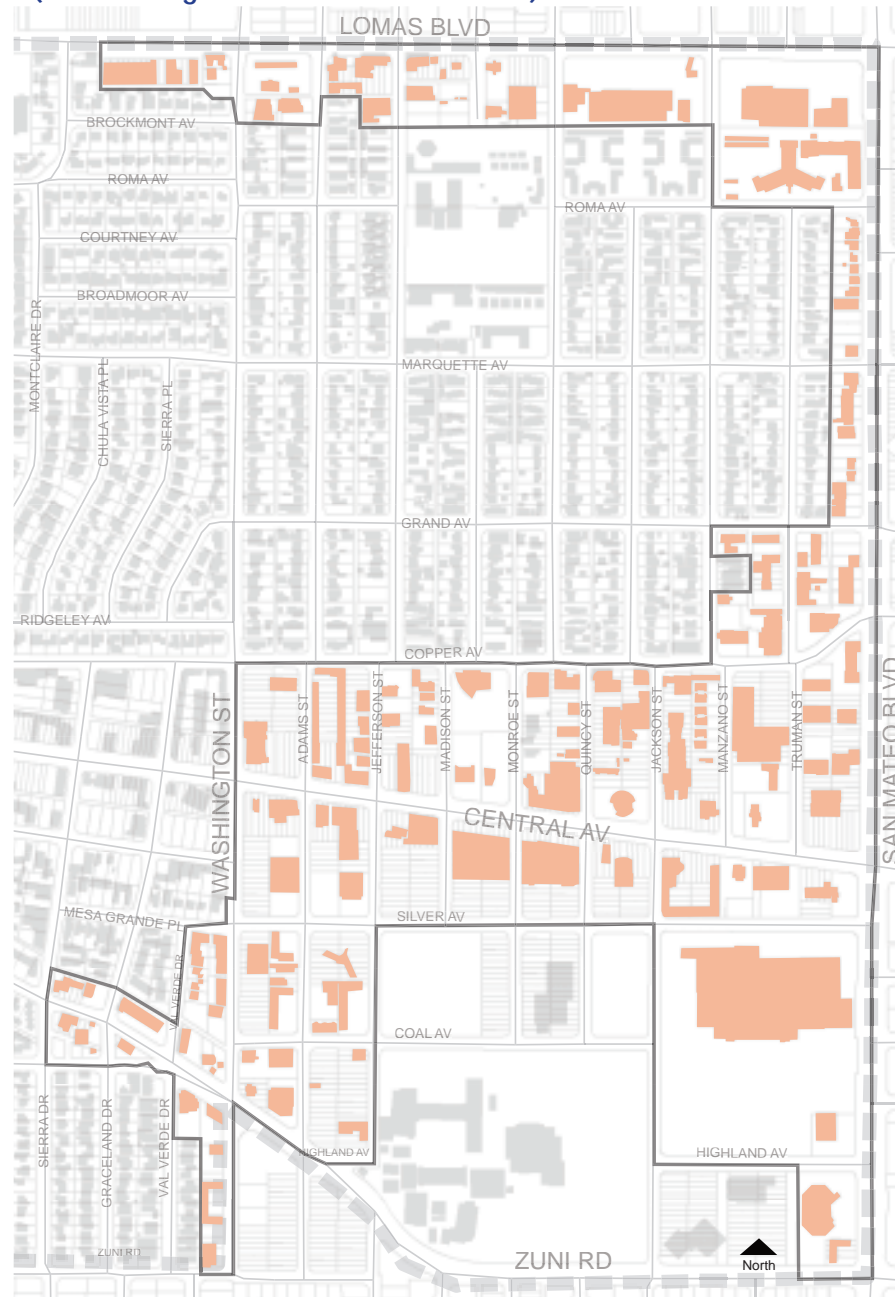 LOMAS BLVD
BROCKMONT AV
ROMA AV
ROMA AV
COURTNEY AV
BROADMOOR AV
MONTCLAIRE DR
CHULA VISTA PL
SIERRA PL
MARQUETTE AV
GRAND AV
RIDGELEY AV
COPPER AV
WASHINGTON ST
ADAMS ST
JEFFERSON ST
MADISON ST
MONROE ST
QUINCY ST
JACKSON ST
MANZANO ST
TRUMAN ST
SAN MATEO BLVD
CENTRAL AV
MESA GRANDE PL
SILVER AV
VAL VERDE DR
COAL AV
SIERRA DR
GRACELAND DR
VAL VERDE DR
HIGHLAND AV
HIGHLAND AV
ZUNI RD
ZUNI RD
North